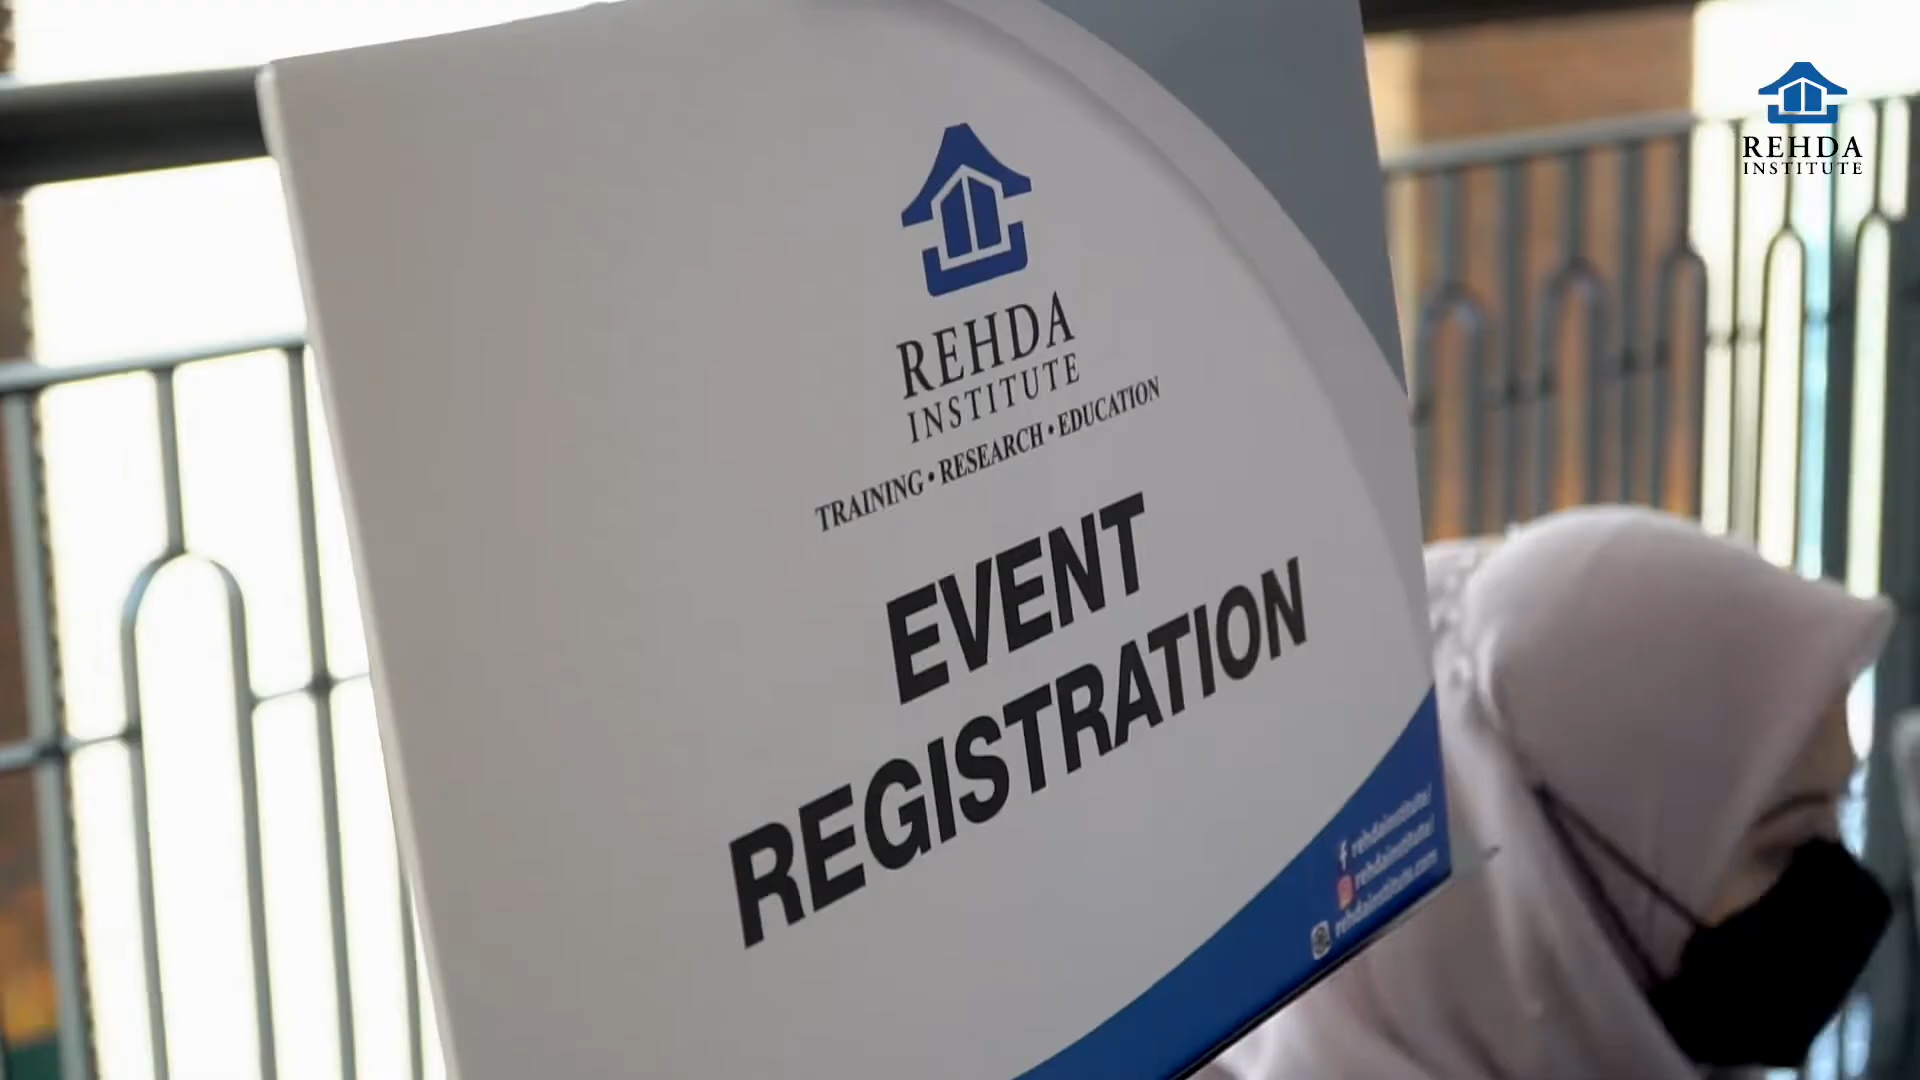 REHDA
INSTITUTE
TRAINING • RESEARCH • EDUCATION
EVENT
REGISTRATION
rehdainstitute/
rehdainstitute/
rehdainstitute.com
REHDA
INSTITUTE